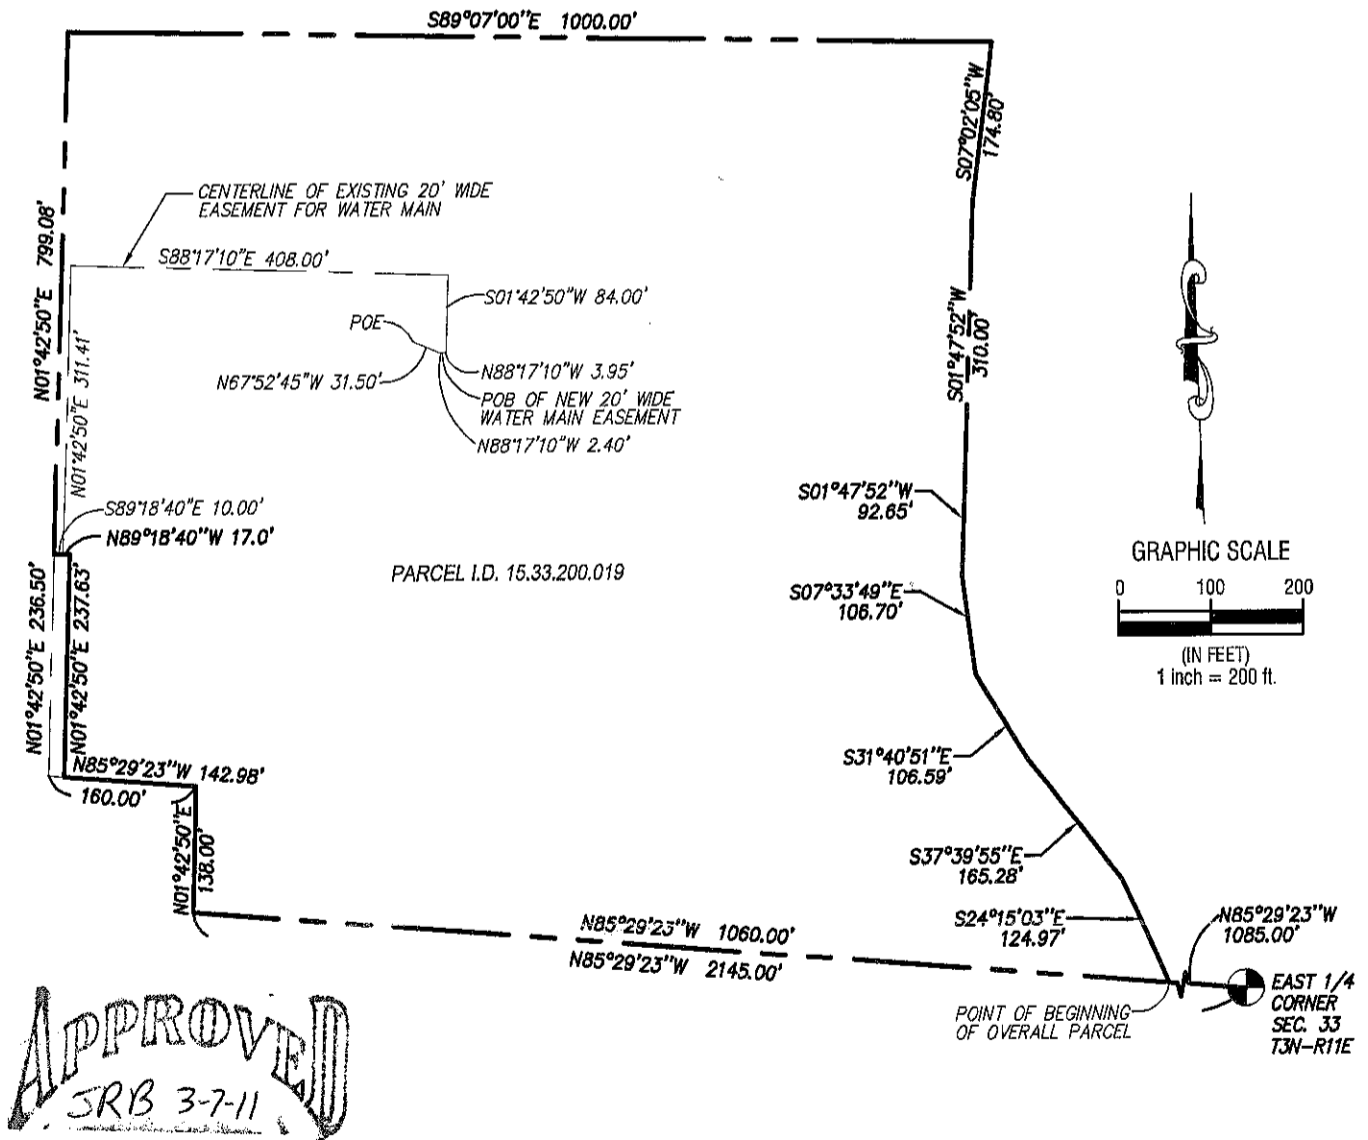 S89°07'00"E 1000.00'
S07°02'05"W
174.80'
CENTERLINE OF EXISTING 20' WIDE
EASEMENT FOR WATER MAIN
N01°42'50"E 799.08'
S88°17'10"E 408.00'
S01°42'50"W 84.00'
POE
N01°42'50"E 311.41'
N67°52'45"W 31.50'
N88°17'10"W 3.95'
POB OF NEW 20' WIDE
WATER MAIN EASEMENT
N88°17'10"W 2.40'
S01°47'52"W
310.00'
S89°18'40"E 10.00'
N89°18'40"W 17.0'
S01°47'52"W
92.65'
PARCEL I.D. 15.33.200.019
S07°33'49"E
106.70'
GRAPHIC SCALE
0 100 200
(IN FEET)
1 inch = 200 ft.
N01°42'50"E 236.50'
N01°42'50"E 237.63'
N85°29'23"W 142.98'
160.00'
N01°42'50"E
138.00'
S31°40'51"E
106.59'
S37°39'55"E
165.28'
S24°15'03"E
124.97'
N85°29'23"W
1085.00'
N85°29'23"W 1060.00'
N85°29'23"W 2145.00'
POINT OF BEGINNING
OF OVERALL PARCEL
EAST 1/4
CORNER
SEC. 33
T3N-R11E
APPROVED
JRB 3-7-11